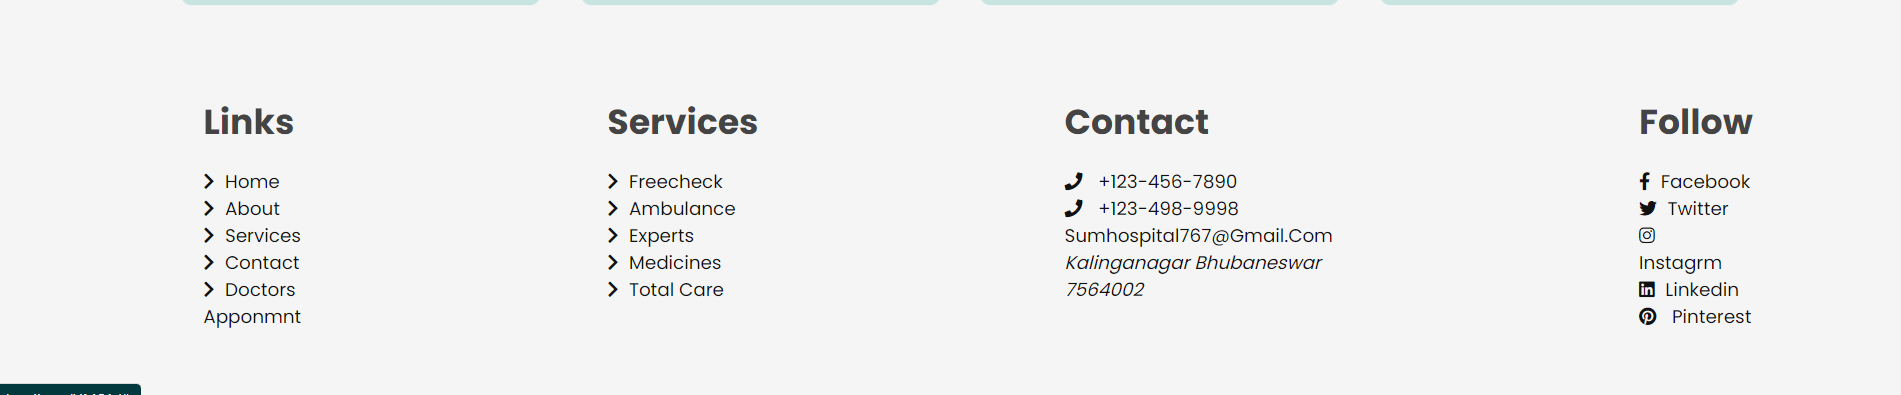 Links
Home
About
Services
Contact
Doctors
Apponmnt
Services
Freecheck
Ambulance
Experts
Medicines
Total Care
Contact
+123-456-7890
+123-498-9998
Sumhospital767@Gmail.Com
Kalinganagar Bhubaneswar
7564002
Follow
Facebook
Twitter
Instagrm
Linkedin
Pinterest